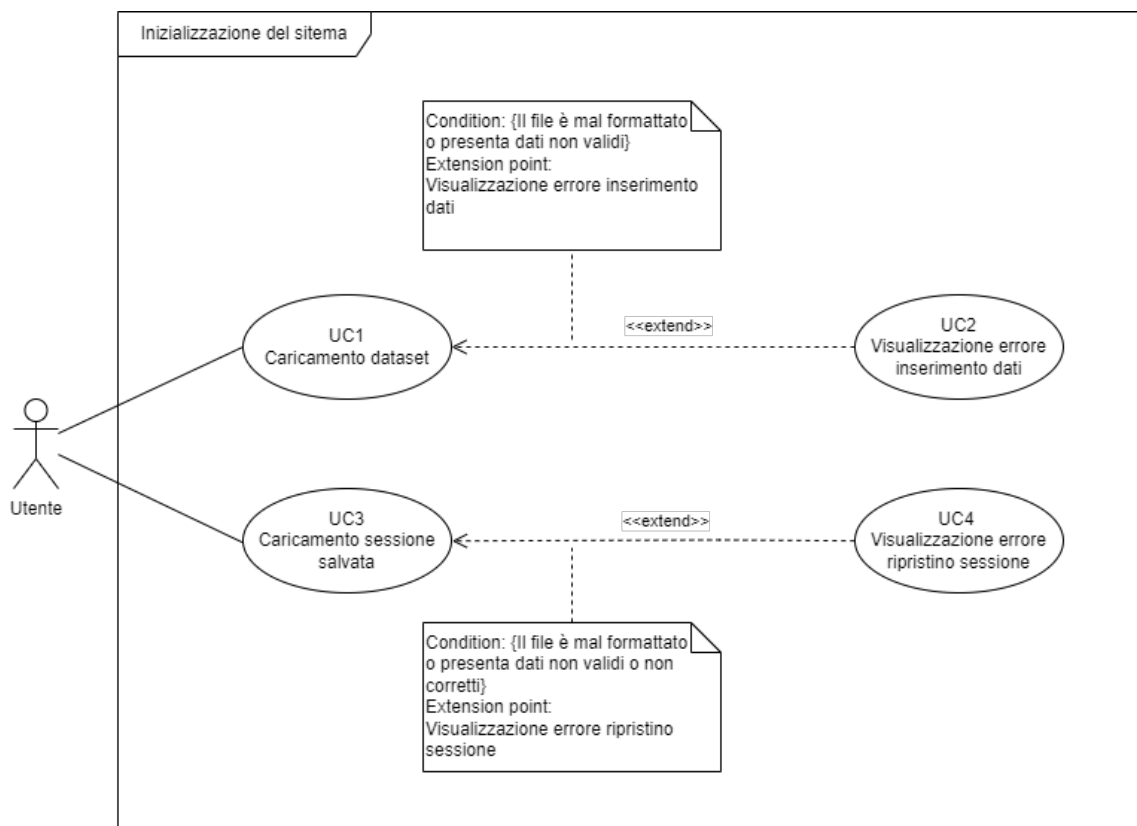 Inizializzazione del sitema
Condition: {Il file è mal formattato
o presenta dati non validi}
Extension point:
Visualizzazione errore inserimento
dati
UC1
Caricamento dataset
<<extend>>
UC2
Visualizzazione errore
inserimento dati
Utente
UC3
Caricamento sessione
salvata
<<extend>>
UC4
Visualizzazione errore
ripristino sessione
Condition: {Il file è mal formattato
o presenta dati non validi o non
corretti}
Extension point:
Visualizzazione errore ripristino
sessione